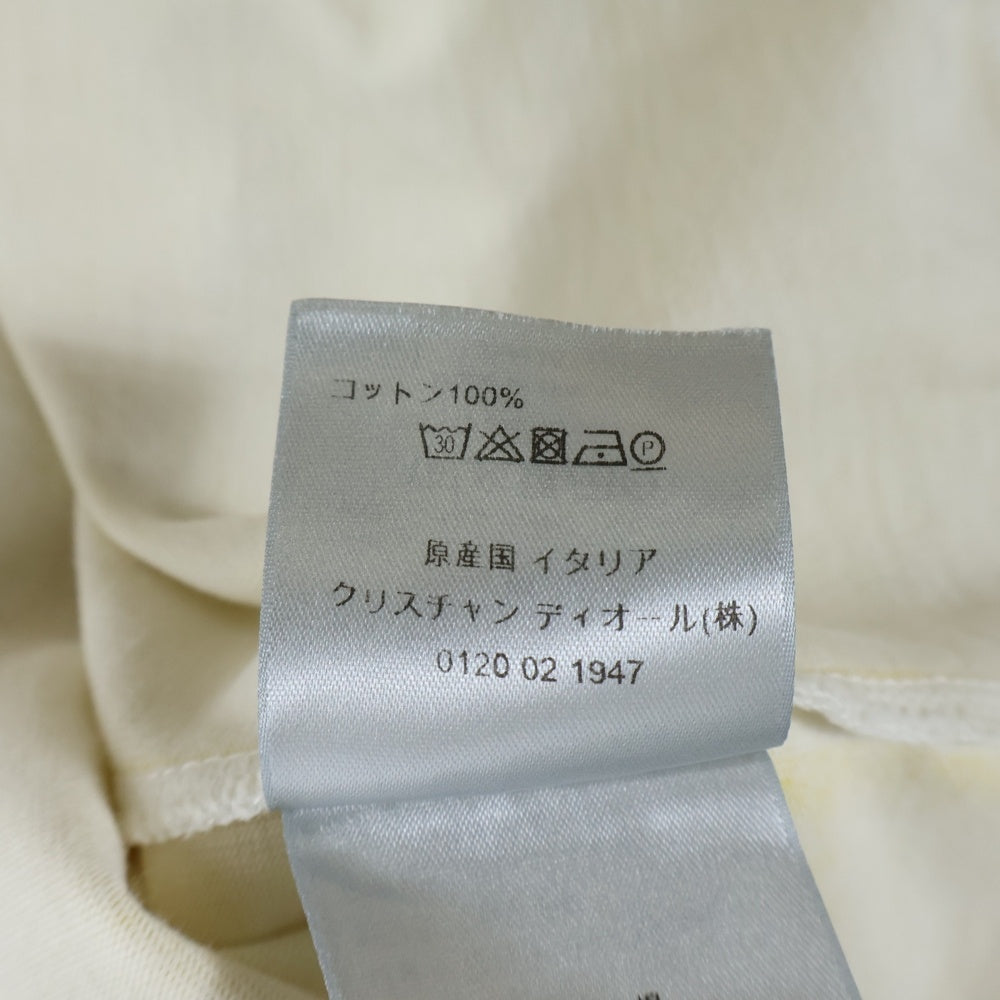 コットン100%
30 P
原産国 イタリア
クリスチャン ディオール(株)
0120 02 1947